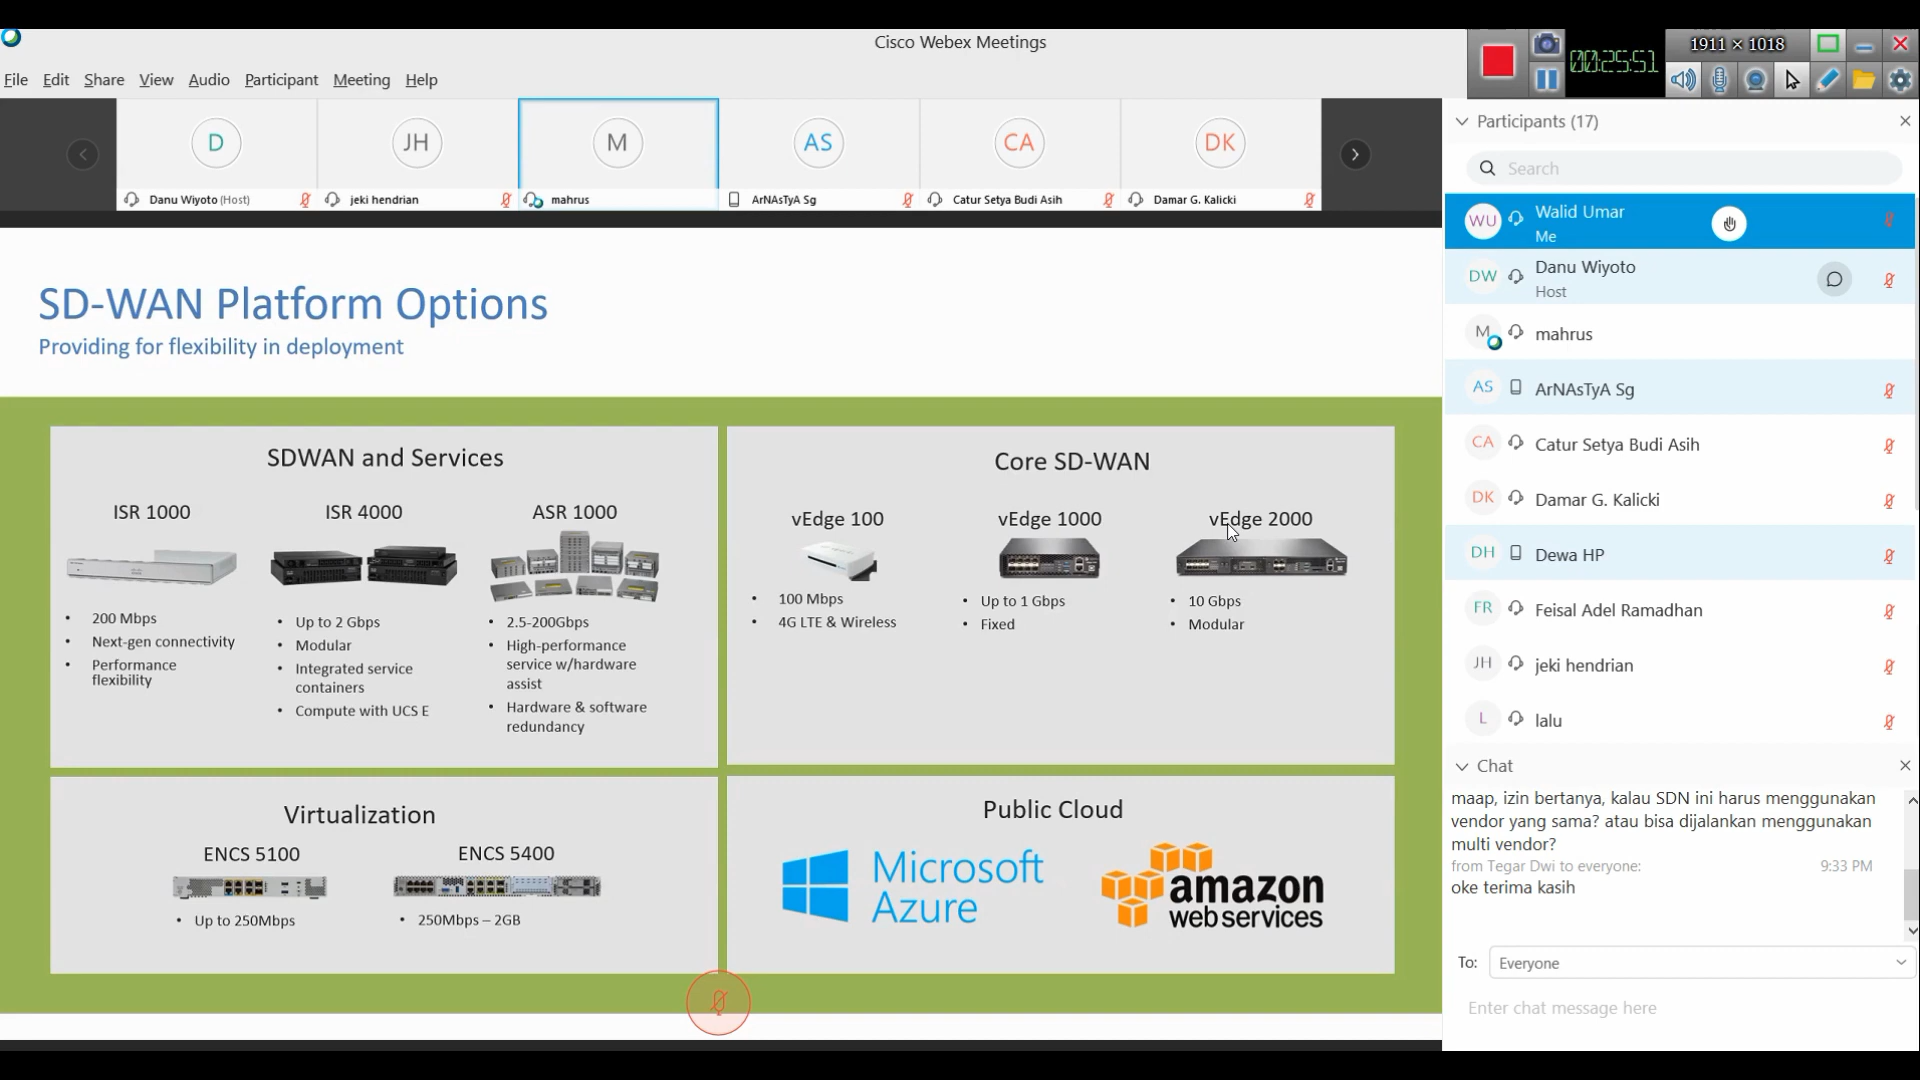 Cisco Webex Meetings
1911 × 1018
00:25:51
File Edit Share View Audio Participant Meeting Help
D
JH
M
AS
CA
DK
Danu Wiyoto (Host)
jeki hendrian
mahrus
ArNAsTyA Sg
Catur Setya Budi Asih
Damar G. Kalicki
SD-WAN Platform Options
Providing for flexibility in deployment
SDWAN and Services
ISR 1000
• 200 Mbps
• Next-gen connectivity
• Performance
flexibility
ISR 4000
• Up to 2 Gbps
• Modular
• Integrated service
containers
• Compute with UCS E
ASR 1000
• 2.5-200Gbps
• High-performance
service w/hardware
assist
• Hardware & software
redundancy
Core SD-WAN
vEdge 100
• 100 Mbps
• 4G LTE & Wireless
vEdge 1000
• Up to 1 Gbps
• Fixed
vEdge 2000
• 10 Gbps
• Modular
Virtualization
ENCS 5100
• Up to 250Mbps
ENCS 5400
• 250Mbps – 2GB
Public Cloud
Microsoft
Azure
amazon
web services
Participants (17)
Search
WU
Walid Umar
Me
DW
Danu Wiyoto
Host
M
mahrus
AS
ArNAsTyA Sg
CA
Catur Setya Budi Asih
DK
Damar G. Kalicki
DH
Dewa HP
FR
Feisal Adel Ramadhan
JH
jeki hendrian
L
lalu
Chat
maap, izin bertanya, kalau SDN ini harus menggunakan
vendor yang sama? atau bisa dijalankan menggunakan
multi vendor?
from Tegar Dwi to everyone: 9:33 PM
oke terima kasih
To: Everyone
Enter chat message here